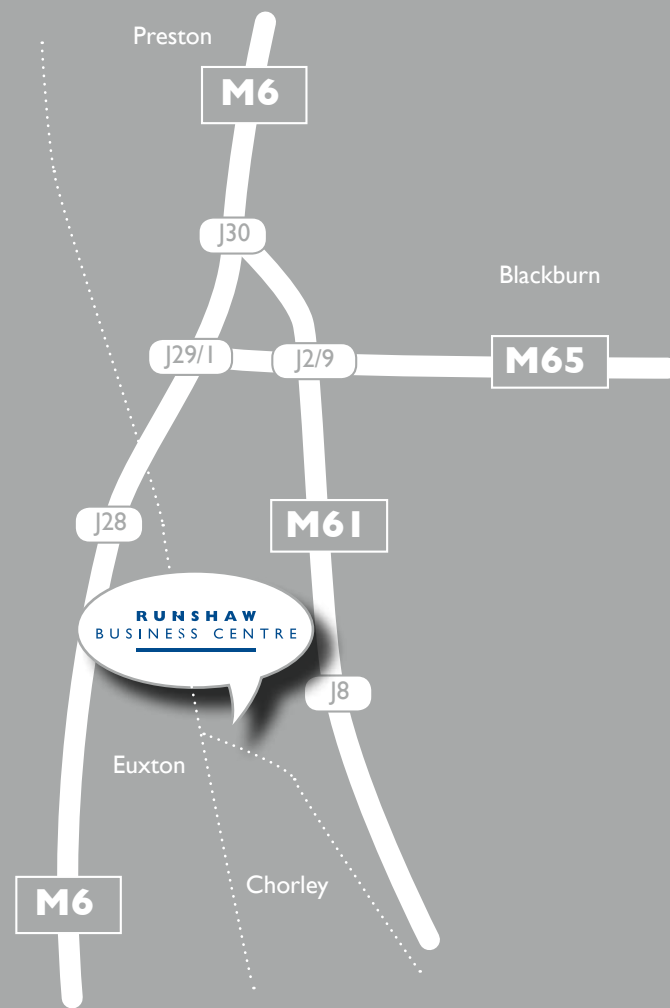 Preston
M6
J30
Blackburn
J29/1
J2/9
M65
J28
M61
RUNSHAW
BUSINESS CENTRE
J8
Euxton
Chorley
M6